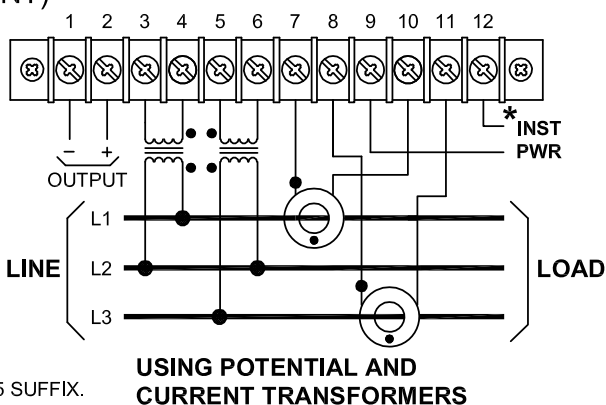 NT)
1 2 3 4 5 6 7 8 9 10 11 12
* INST
PWR
− +
OUTPUT
L1
LINE L2 LOAD
L3
USING POTENTIAL AND
5 SUFFIX. CURRENT TRANSFORMERS